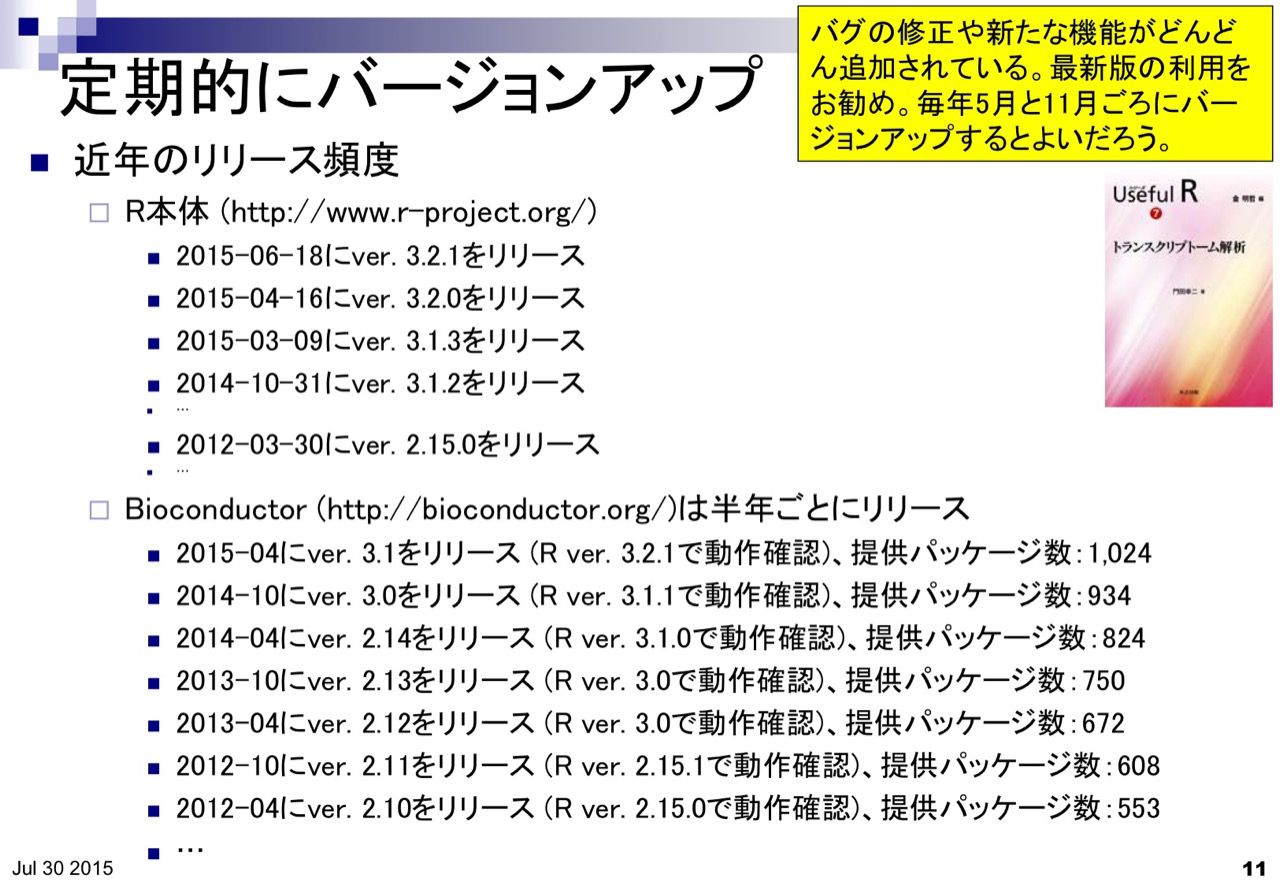 定期的にバージョンアップ
バグの修正や新たな機能がどんど
ん追加されている。最新版の利用を
お勧め。毎年5月と11月ごろにバー
ジョンアップするとよいだろう。
近年のリリース頻度
R本体 (http://www.r-project.org/)
2015-06-18にver. 3.2.1をリリース
2015-04-16にver. 3.2.0をリリース
2015-03-09にver. 3.1.3をリリース
2014-10-31にver. 3.1.2をリリース
…
2012-03-30にver. 2.15.0をリリース
…
Bioconductor (http://bioconductor.org/)は半年ごとにリリース
2015-04にver. 3.1をリリース (R ver. 3.2.1で動作確認)、提供パッケージ数：1,024
2014-10にver. 3.0をリリース (R ver. 3.1.1で動作確認)、提供パッケージ数：934
2014-04にver. 2.14をリリース (R ver. 3.1.0で動作確認)、提供パッケージ数：824
2013-10にver. 2.13をリリース (R ver. 3.0で動作確認)、提供パッケージ数：750
2013-04にver. 2.12をリリース (R ver. 3.0で動作確認)、提供パッケージ数：672
2012-10にver. 2.11をリリース (R ver. 2.15.1で動作確認)、提供パッケージ数：608
2012-04にver. 2.10をリリース (R ver. 2.15.0で動作確認)、提供パッケージ数：553
…
Useful R
金 明哲 編
7
トランスクリプトーム解析
門田幸二 著
Jul 30 2015
11